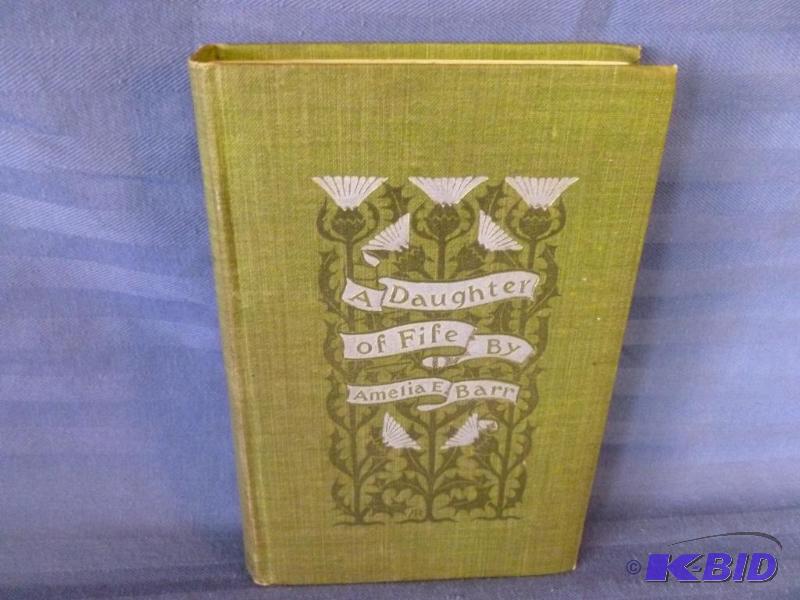 A Daughter
of Fife By
Amelia E. Barr
© K-BID